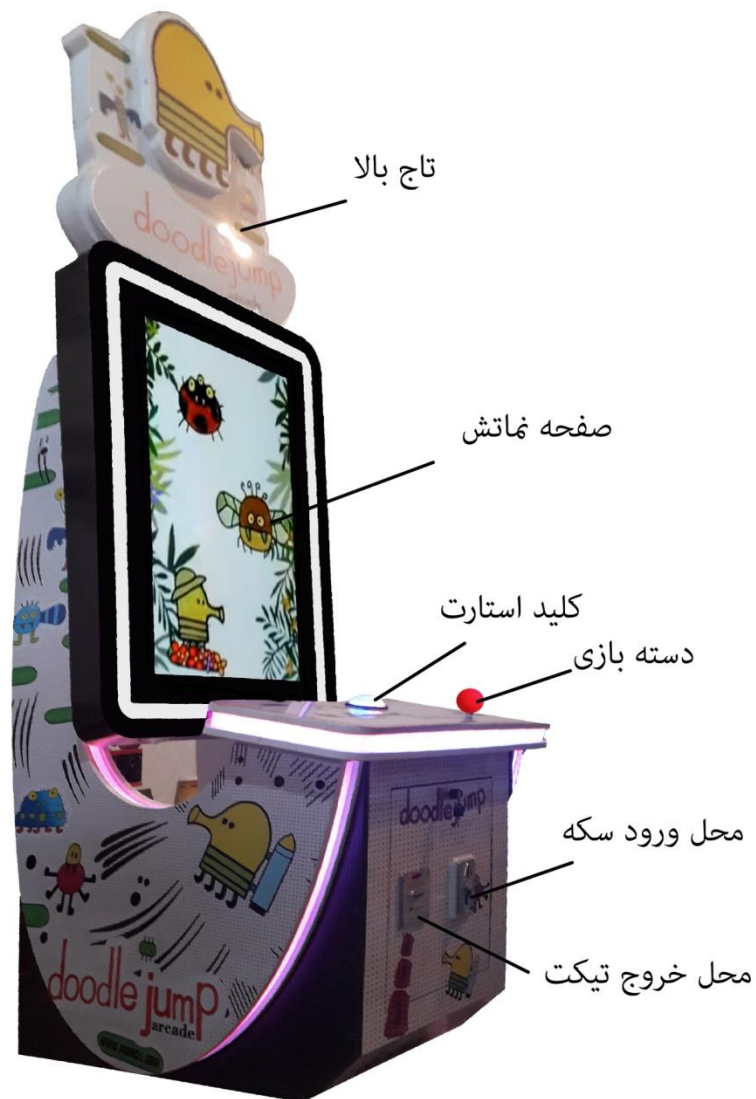 تاج بالا
doodle jump
arcade
صفحه نماتش
کلید استارت
دسته بازی
doodle jump
محل ورود سکه
محل خروج تیکت
doodle jump
arcade